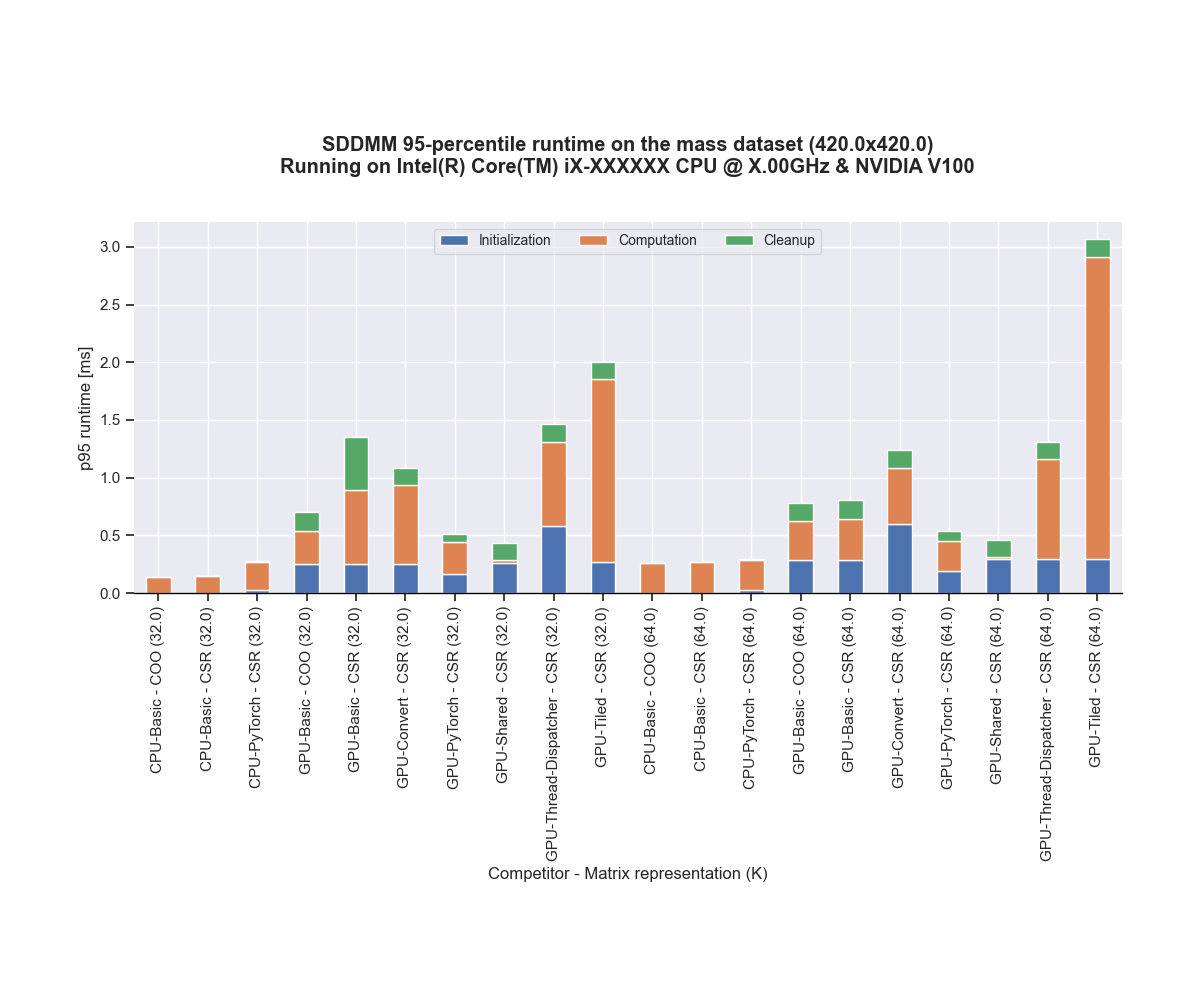 SDDMM 95-percentile runtime on the mass dataset (420.0x420.0)
Running on Intel(R) Core(TM) iX-XXXXXX CPU @ X.00GHz & NVIDIA V100
Initialization
Computation
Cleanup
3.0
2.5
2.0
1.5
1.0
0.5
0.0
p95 runtime [ms]
CPU-Basic - COO (32.0)
CPU-Basic - CSR (32.0)
CPU-PyTorch - CSR (32.0)
GPU-Basic - COO (32.0)
GPU-Basic - CSR (32.0)
GPU-Convert - CSR (32.0)
GPU-PyTorch - CSR (32.0)
GPU-Shared - CSR (32.0)
GPU-Thread-Dispatcher - CSR (32.0)
GPU-Tiled - CSR (32.0)
CPU-Basic - COO (64.0)
CPU-Basic - CSR (64.0)
CPU-PyTorch - CSR (64.0)
GPU-Basic - COO (64.0)
GPU-Basic - CSR (64.0)
GPU-Convert - CSR (64.0)
GPU-PyTorch - CSR (64.0)
GPU-Shared - CSR (64.0)
GPU-Thread-Dispatcher - CSR (64.0)
GPU-Tiled - CSR (64.0)
Competitor - Matrix representation (K)